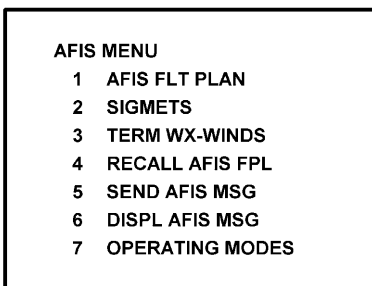 AFIS MENU
1 AFIS FLT PLAN
2 SIGMETS
3 TERM WX-WINDS
4 RECALL AFIS FPL
5 SEND AFIS MSG
6 DISPL AFIS MSG
7 OPERATING MODES